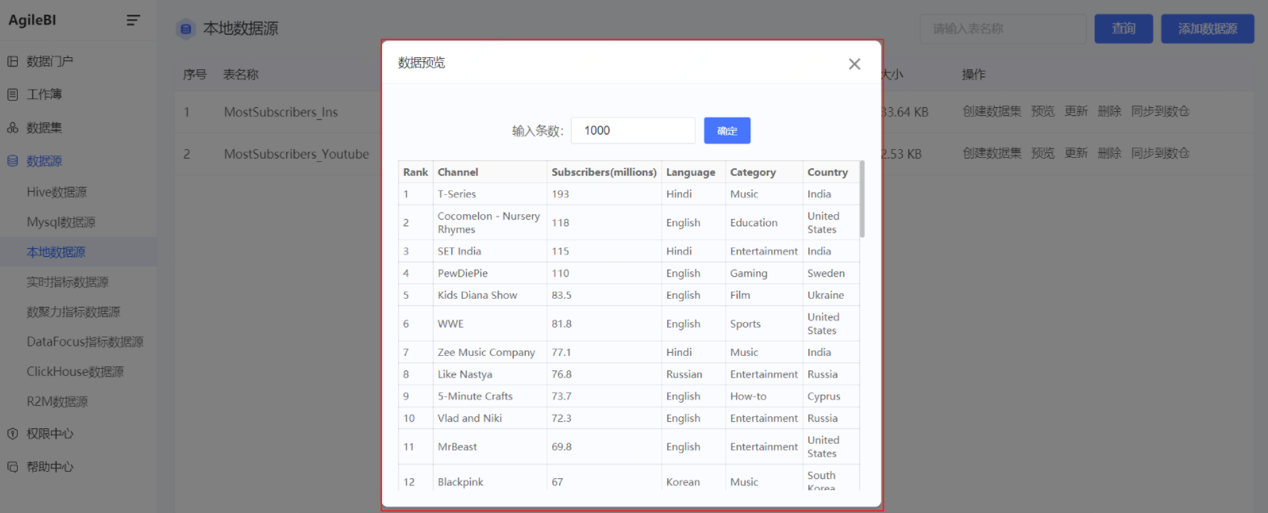 AgileBI
数据门户
工作簿
数据集
数据源
Hive数据源
Mysql数据源
本地数据源
实时指标数据源
数聚力指标数据源
DataFocus指标数据源
ClickHouse数据源
R2M数据源
权限中心
帮助中心
本地数据源
请输入表名称 查询 添加数据源
序号 表名称 大小 操作
1 MostSubscribers_Ins 33.64 KB 创建数据集 预览 更新 删除 同步到数仓
2 MostSubscribers_Youtube 2.53 KB 创建数据集 预览 更新 删除 同步到数仓
数据预览
输入条数: 1000 确定
Rank Channel Subscribers(millions) Language Category Country
1 T-Series 193 Hindi Music India
2 Cocomelon - Nursery Rhymes 118 English Education United States
3 SET India 115 Hindi Entertainment India
4 PewDiePie 110 English Gaming Sweden
5 Kids Diana Show 83.5 English Film Ukraine
6 WWE 81.8 English Sports United States
7 Zee Music Company 77.1 Hindi Music India
8 Like Nastya 76.8 Russian Entertainment Russia
9 5-Minute Crafts 73.7 English How-to Cyprus
10 Vlad and Niki 72.3 English Entertainment Russia
11 MrBeast 69.8 English Entertainment United States
12 Blackpink 67 Korean Music South Korea